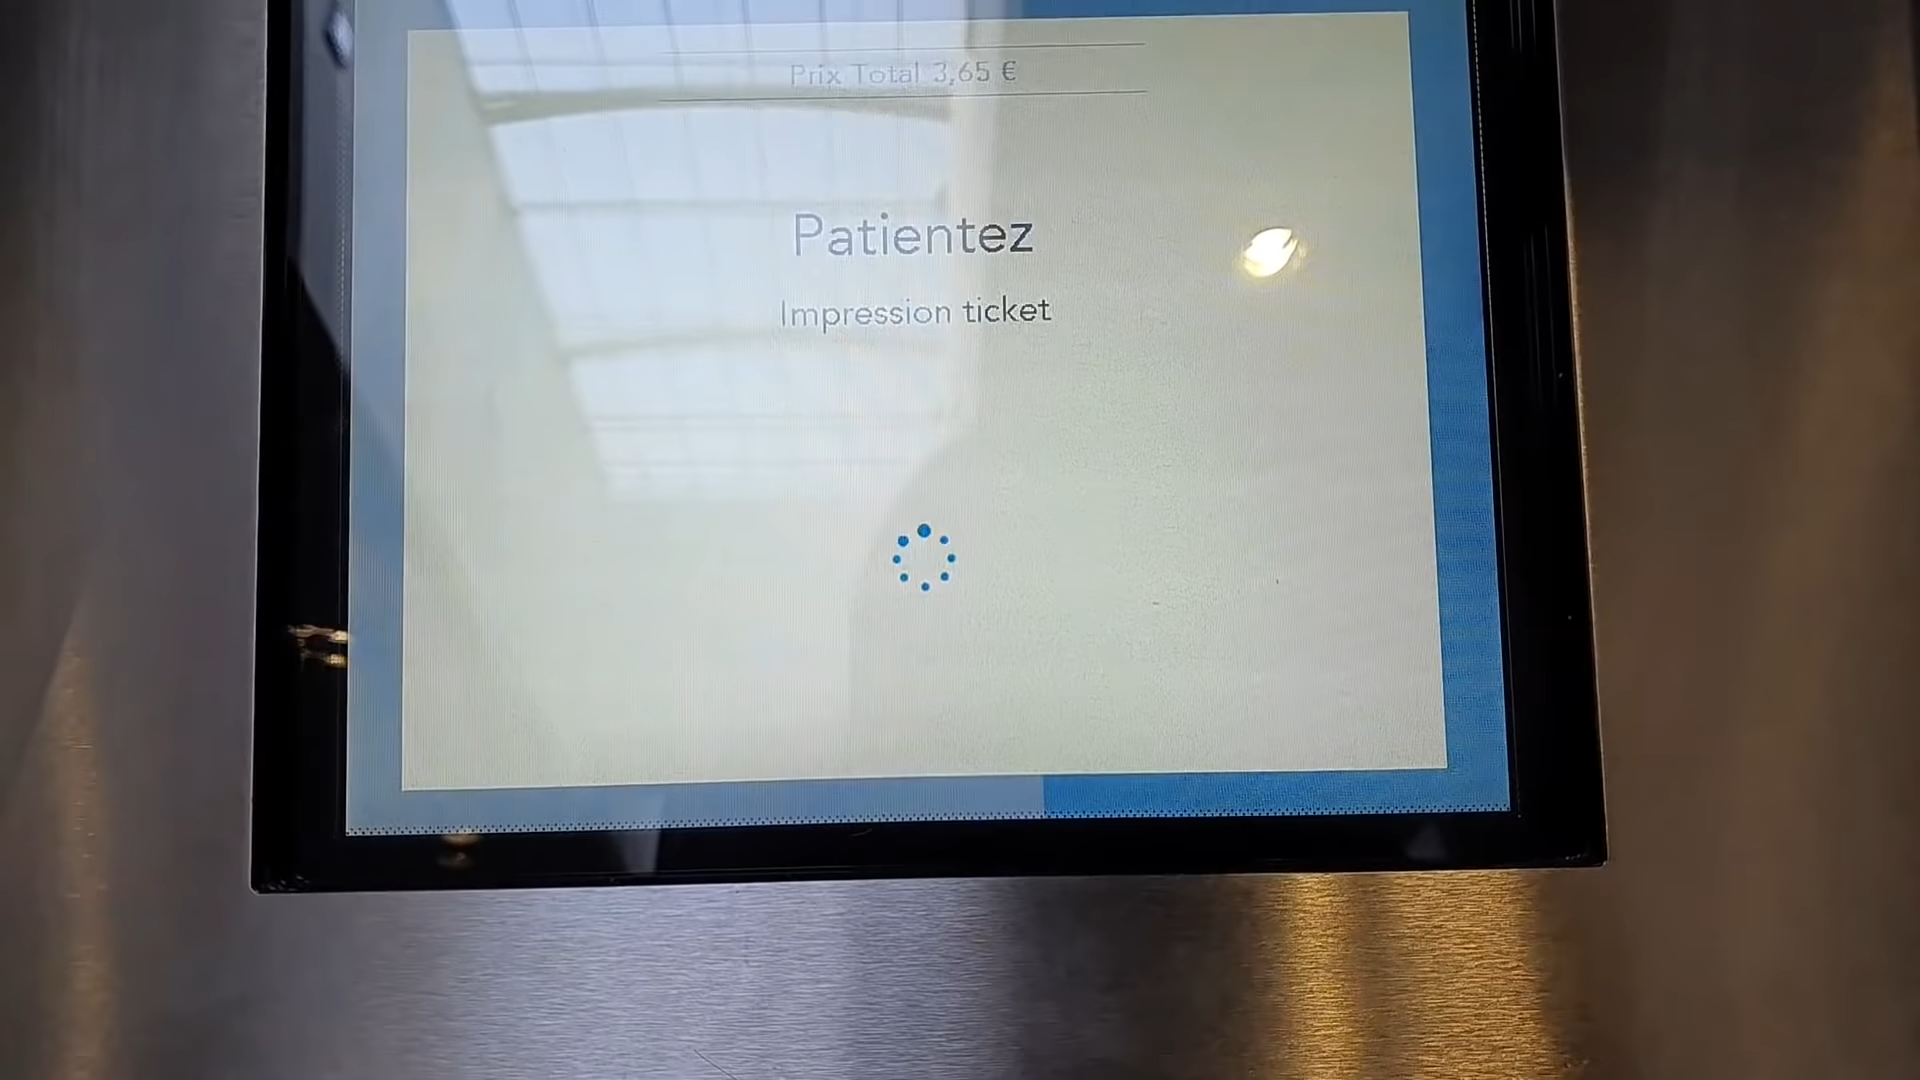 Prix Total 3,65 €
Patientez
Impression ticket